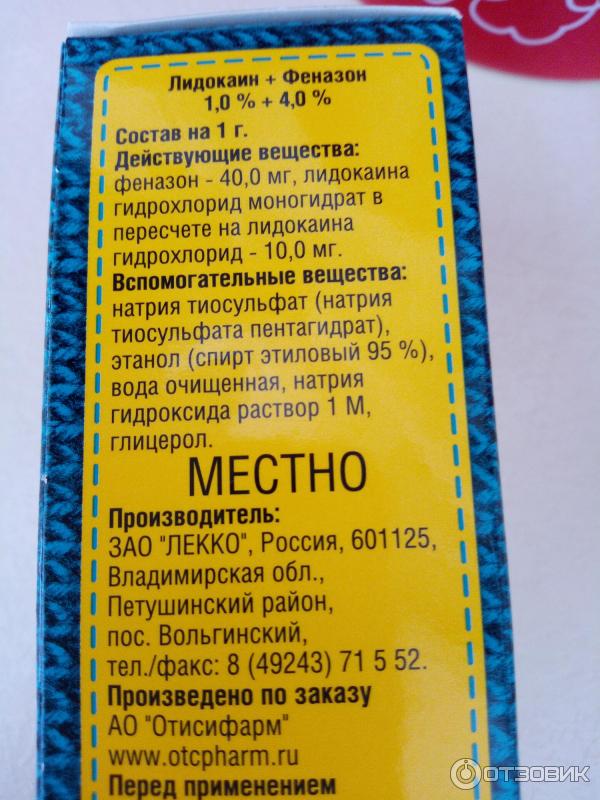 Лидокаин + Феназон
1,0 % + 4,0 %
Состав на 1 г.
Действующие вещества:
феназон - 40,0 мг, лидокаина
гидрохлорид моногидрат в
пересчете на лидокаина
гидрохлорид - 10,0 мг.
Вспомогательные вещества:
натрия тиосульфат (натрия
тиосульфата пентагидрат),
этанол (спирт этиловый 95 %),
вода очищенная, натрия
гидроксида раствор 1 М,
глицерол.
МЕСТНО
Производитель:
ЗАО "ЛЕККО", Россия, 601125,
Владимирская обл.,
Петушинский район,
пос. Вольгинский,
тел./факс: 8 (49243) 71 5 52.
Произведено по заказу
АО "Отисифарм"
www.otcpharm.ru
Перед применением
ОТЗОВИК